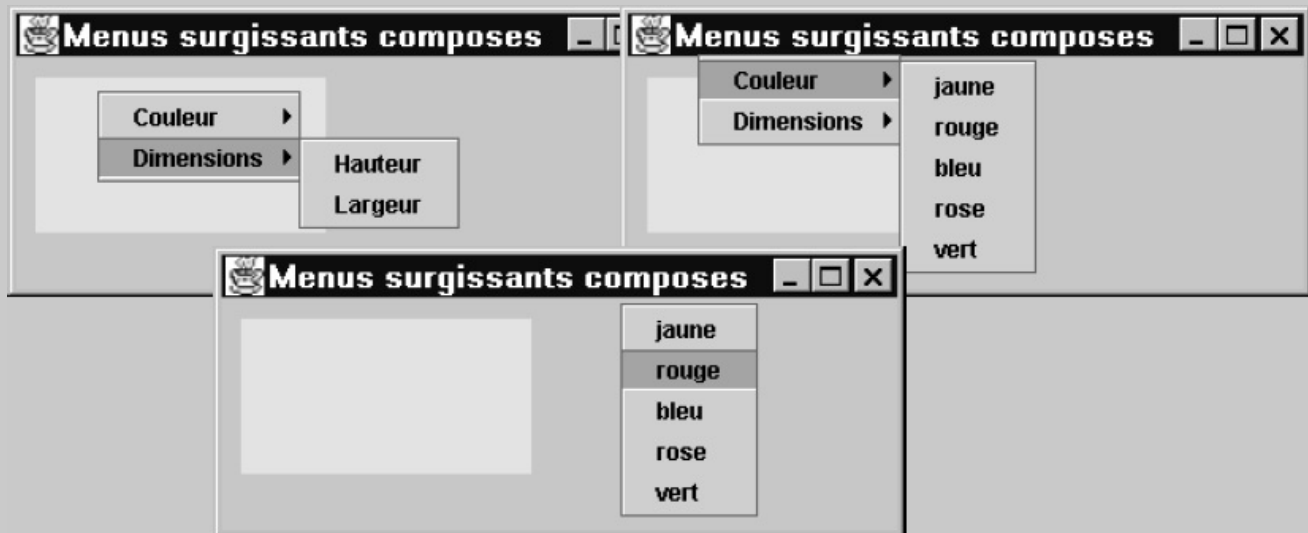 Menus surgissants composes
Couleur
Dimensions
Hauteur
Largeur
Menus surgissants composes
Couleur
Dimensions
jaune
rouge
bleu
rose
vert
Menus surgissants composes
jaune
rouge
bleu
rose
vert